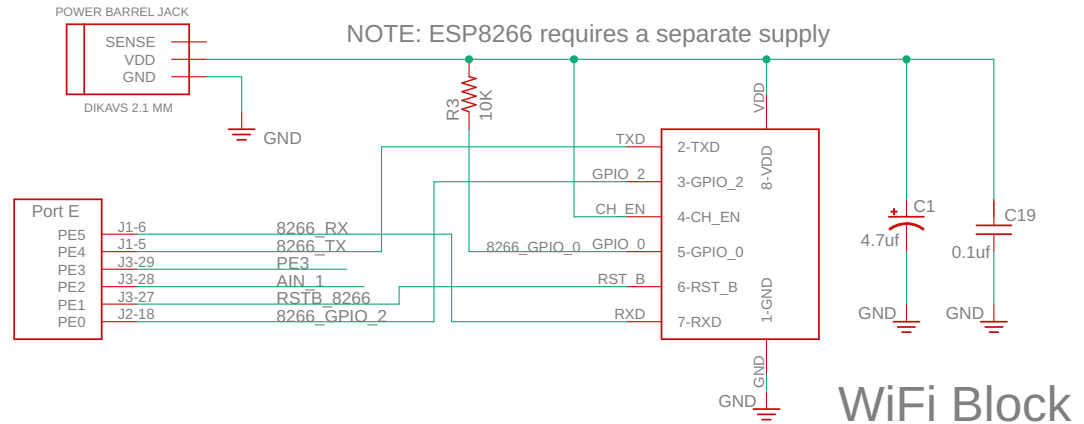 POWER BARREL JACK
SENSE
VDD
GND
DIKAVS 2.1 MM
GND
NOTE: ESP8266 requires a separate supply
R3
10K
VDD
TXD
GPIO_2
CH_EN
8266_GPIO_0 GPIO_0
RST_B
RXD
2-TXD
3-GPIO_2
4-CH_EN
5-GPIO_0
6-RST_B
7-RXD
8-VDD
1-GND
GND
GND
C1
4.7uf
GND
C19
0.1uf
GND
Port E
PE5 J1-6 8266_RX
PE4 J1-5 8266_TX
PE3 J3-29 PE3
PE2 J3-28 AIN_1
PE1 J3-27 RSTB_8266
PE0 J2-18 8266_GPIO_2
WiFi Block